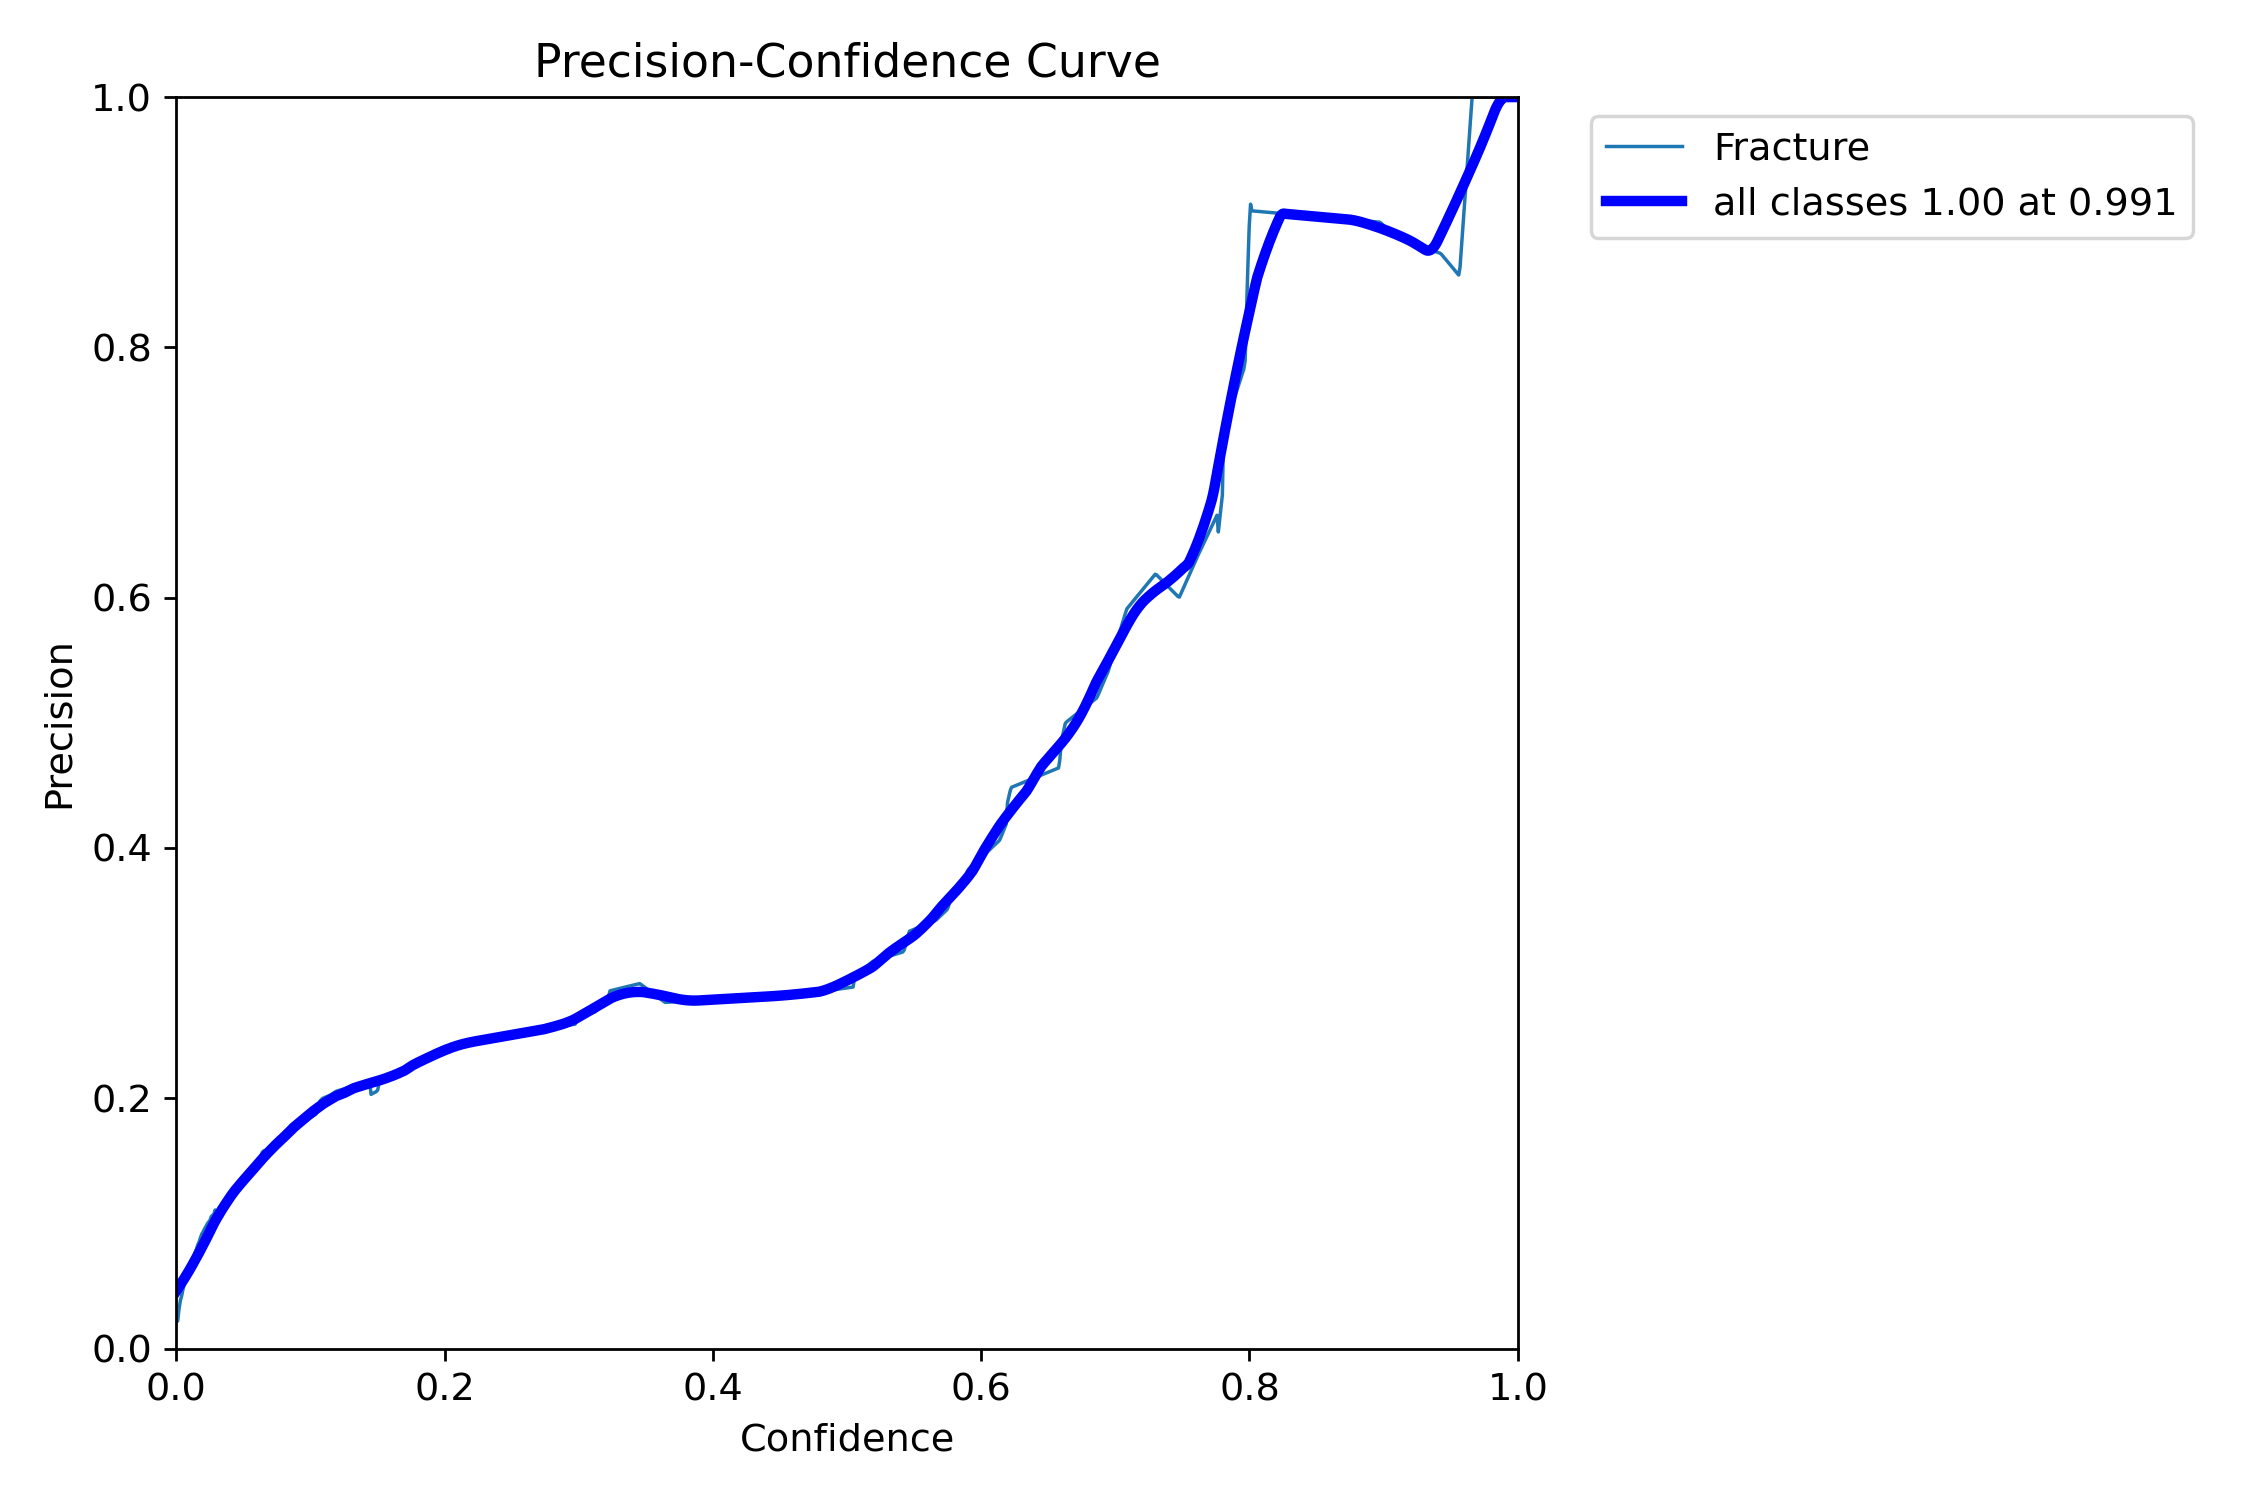 Precision-Confidence Curve
Fracture
all classes 1.00 at 0.991
1.0
0.8
0.6
0.4
0.2
0.0
Precision
0.0 0.2 0.4 0.6 0.8 1.0
Confidence